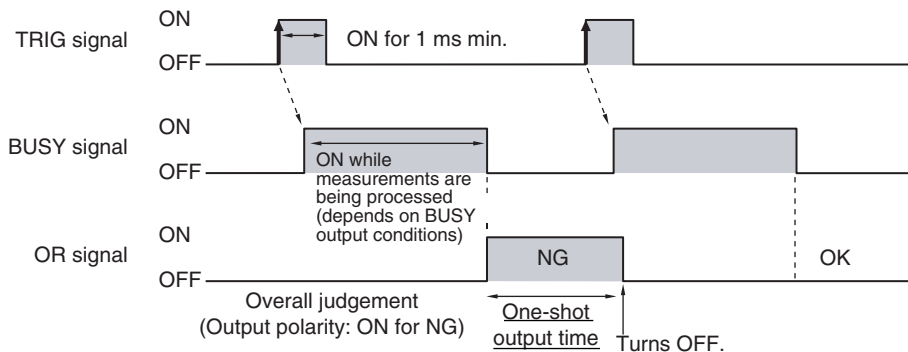 ON
TRIG signal
ON for 1 ms min.
OFF
ON
BUSY signal
OFF
ON while
measurements are
being processed
(depends on BUSY
output conditions)
ON
OR signal
NG
OK
OFF
Overall judgement
(Output polarity: ON for NG)
One-shot
output time
Turns OFF.